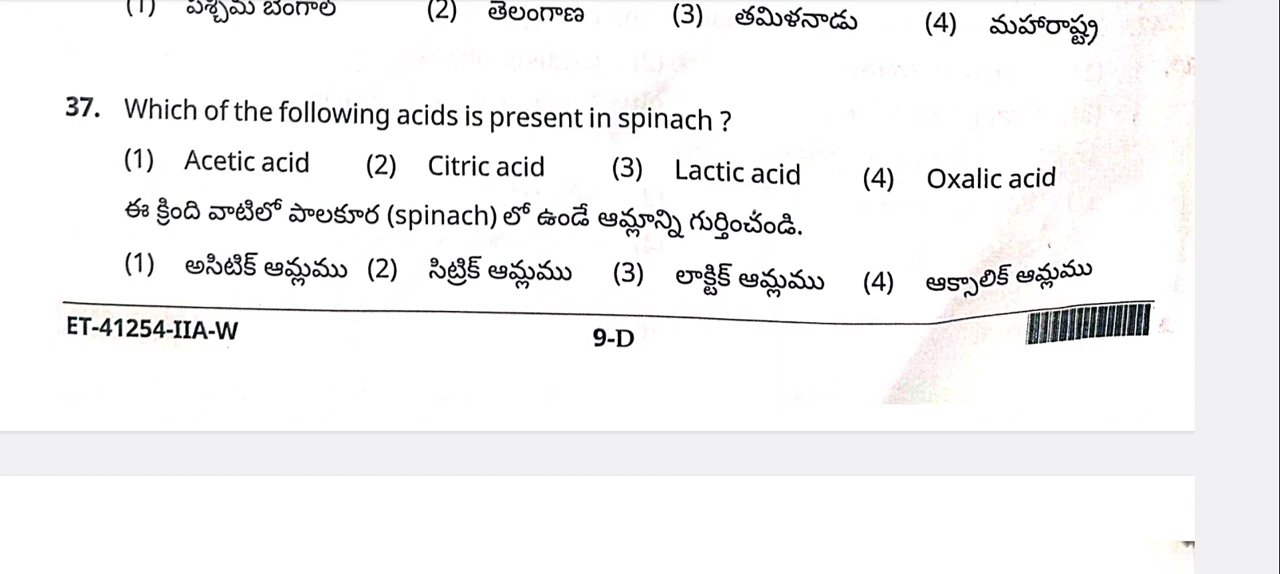 (1) పశ్చిమ బెంగాల్ (2) తెలంగాణ (3) తమిళనాడు (4) మహారాష్ట్ర
37. Which of the following acids is present in spinach ?
(1) Acetic acid (2) Citric acid (3) Lactic acid (4) Oxalic acid
ఈ క్రింది వాటిలో పాలకూర (spinach) లో ఉండే ఆమ్లాన్ని గుర్తించండి.
(1) అసిటిక్ ఆమ్లము (2) సిట్రిక్ ఆమ్లము (3) లాక్టిక్ ఆమ్లము (4) ఆక్సాలిక్ ఆమ్లము
ET-41254-IIA-W 9-D